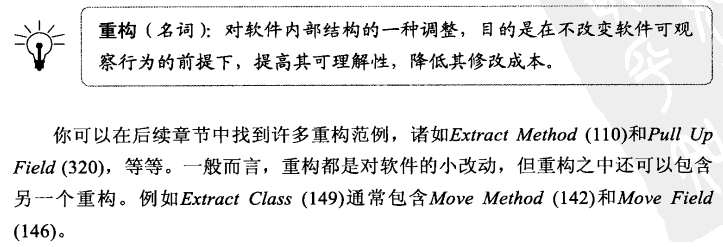 重构（名词）：对软件内部结构的一种调整，目的是在不改变软件可观
察行为的前提下，提高其可理解性，降低其修改成本。
你可以在后续章节中找到许多重构范例，诸如Extract Method (110)和Pull Up
Field (320)，等等。一般而言，重构都是对软件的小改动，但重构之中还可以包含
另一个重构。例如Extract Class (149)通常包含Move Method (142)和Move Field
(146)。